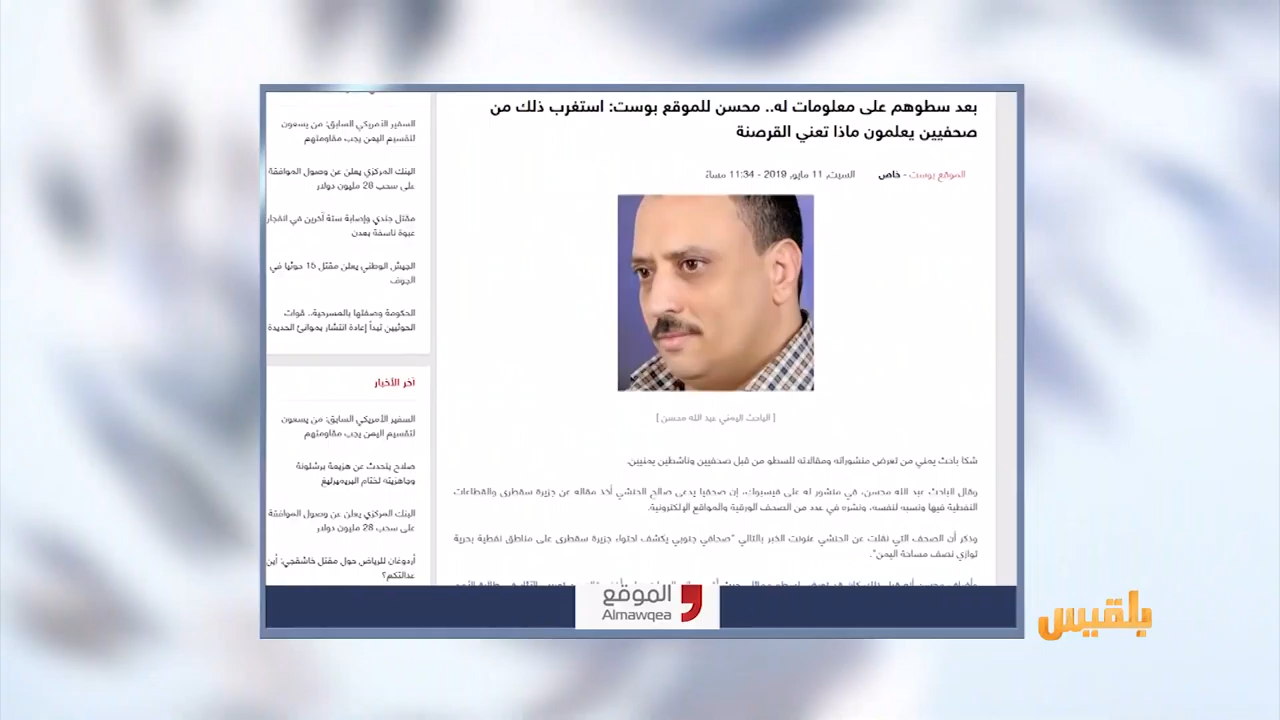 بعد سطوهم على معلومات له.. محسن للموقع بوست: استغرب ذلك من
صحفيين يعلمون ماذا تعني القرصنة
الموقع بوست - خاص
السبت, 11 مايو, 2019 - 11:34 مساءً
[ الباحث اليمني عبد الله محسن ]
شكا باحث يمني من تعرض منشوراته ومقالاته للسطو من قبل صحفيين وناشطين يمنيين.
وقال الباحث عبد الله محسن، في منشور له على فيسبوك، إن صحفيا يدعى صالح الحنشي أخذ مقاله عن جزيرة سقطرى والقطاعات
النفطية فيها ونسبه لنفسه، ونشره في عدد من الصحف الورقية والمواقع الإلكترونية.
وذكر أن الصحف التي نقلت عن الحنشي عنونت الخبر بالتالي "صحافي جنوبي يكشف احتواء جزيرة سقطرى على مناطق نفطية بحرية
توازي نصف مساحة اليمن".
السفير الأمريكي السابق: من يسعون
لتقسيم اليمن يجب مقاومتهم
البنك المركزي يعلن عن وصول الموافقة
على سحب 28 مليون دولار
مقتل جندي وإصابة ستة آخرين في انفجار
عبوة ناسفة بعدن
الجيش الوطني يعلن مقتل 15 حوثيا في
الجوف
الحكومة وصفتها بالمسرحية.. قوات
الحوثيين تبدأ إعادة انتشار بموانئ الحديدة
آخر الأخبار
السفير الأمريكي السابق: من يسعون
لتقسيم اليمن يجب مقاومتهم
صلاح يتحدث عن هزيمة برشلونة
وجاهزيته لختام البريميرليغ
البنك المركزي يعلن عن وصول الموافقة
على سحب 28 مليون دولار
أردوغان للرياض حول مقتل خاشقجي: أين
عدالتكم؟
الموقع
Almawqea
بلقيس